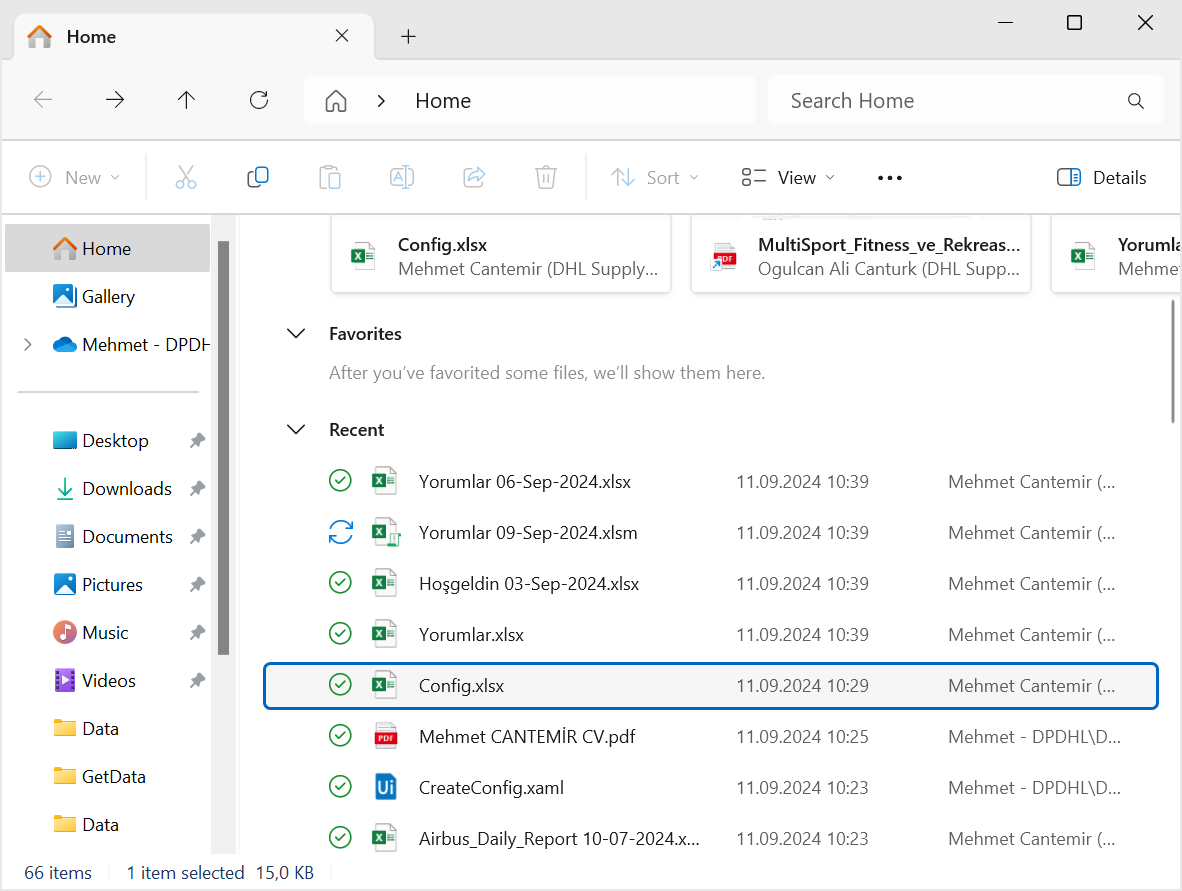 Home
Home
Search Home
New
Sort
View
Details
Home
Gallery
Mehmet - DPDH
Desktop
Downloads
Documents
Pictures
Music
Videos
Data
GetData
Data
Config.xlsx
Mehmet Cantemir (DHL Supply...
MultiSport_Fitness_ve_Rekreas...
Ogulcan Ali Canturk (DHL Supp...
Yorumla
Mehmet
Favorites
After you've favorited some files, we'll show them here.
Recent
Yorumlar 06-Sep-2024.xlsx 11.09.2024 10:39 Mehmet Cantemir (...
Yorumlar 09-Sep-2024.xlsm 11.09.2024 10:39 Mehmet Cantemir (...
Hoşgeldin 03-Sep-2024.xlsx 11.09.2024 10:39 Mehmet Cantemir (...
Yorumlar.xlsx 11.09.2024 10:39 Mehmet Cantemir (...
Config.xlsx 11.09.2024 10:29 Mehmet Cantemir (...
Mehmet CANTEMİR CV.pdf 11.09.2024 10:25 Mehmet - DPDHL\D...
CreateConfig.xaml 11.09.2024 10:23 Mehmet - DPDHL\D...
Airbus_Daily_Report 10-07-2024.x... 11.09.2024 10:23 Mehmet Cantemir (...
66 items 1 item selected 15,0 KB